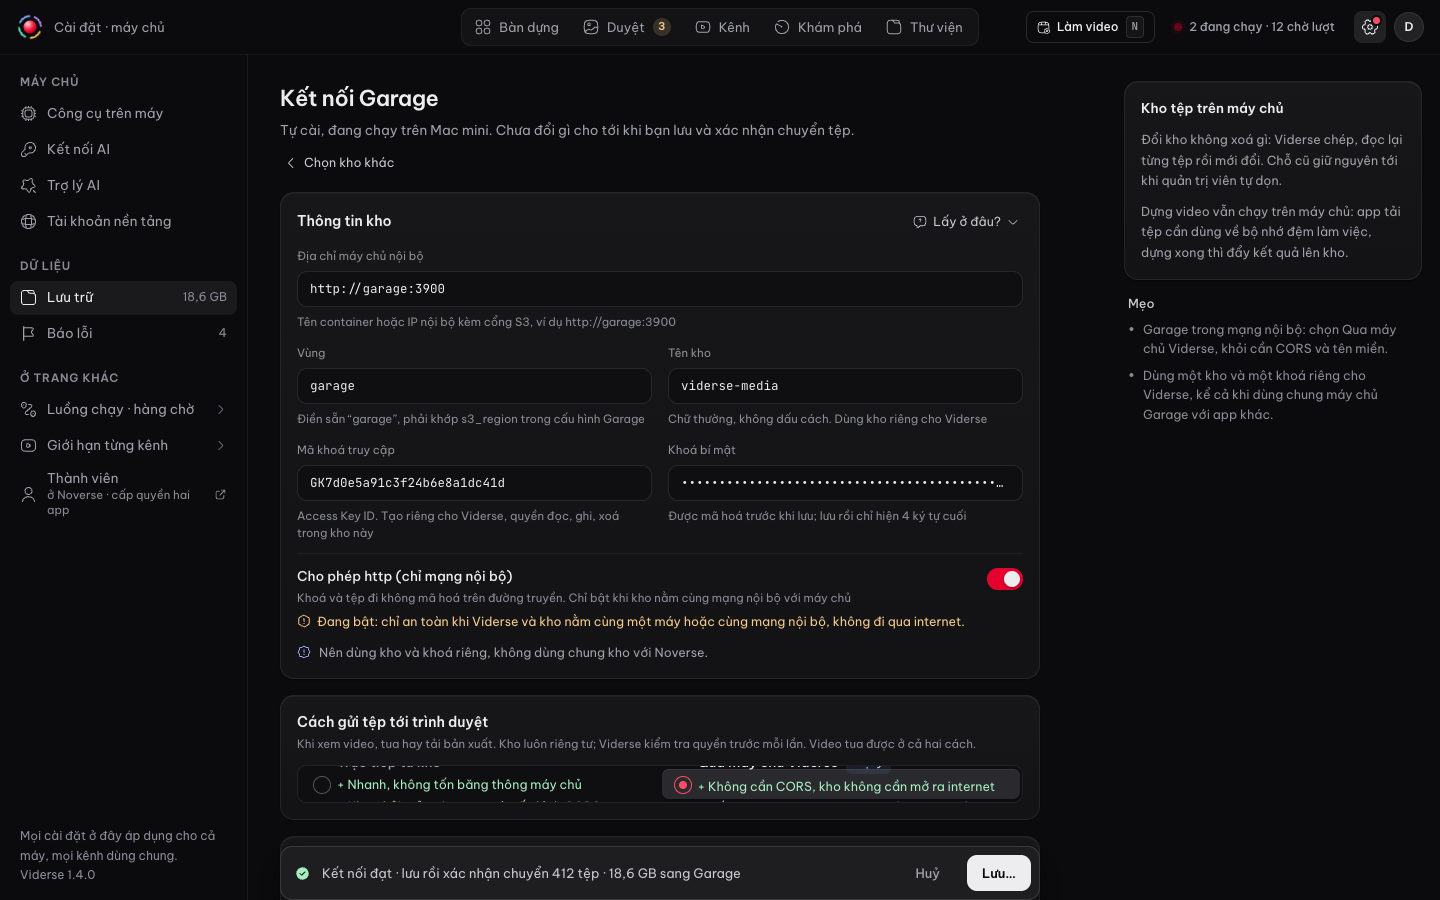 Cài đặt · máy chủ
Bàn dựng
Duyệt 3
Kênh
Khám phá
Thư viện
Làm video N
2 đang chạy · 12 chờ lượt
D
MÁY CHỦ
Công cụ trên máy
Kết nối AI
Trợ lý AI
Tài khoản nền tảng
DỮ LIỆU
Lưu trữ 18,6 GB
Báo lỗi 4
Ở TRANG KHÁC
Luồng chạy · hàng chờ
Giới hạn từng kênh
Thành viên
ở Noverse · cấp quyền hai
app
Mọi cài đặt ở đây áp dụng cho cả
máy, mọi kênh dùng chung.
Viderse 1.4.0
Kết nối Garage
Tự cài, đang chạy trên Mac mini. Chưa đổi gì cho tới khi bạn lưu và xác nhận chuyển tệp.
Chọn kho khác
Thông tin kho
Lấy ở đâu?
Địa chỉ máy chủ nội bộ
http://garage:3900
Tên container hoặc IP nội bộ kèm cổng S3, ví dụ http://garage:3900
Vùng
garage
Điền sẵn “garage”, phải khớp s3_region trong cấu hình Garage
Tên kho
viderse-media
Chữ thường, không dấu cách. Dùng kho riêng cho Viderse
Mã khoá truy cập
GK7d0e5a91c3f24b6e8a1dc41d
Access Key ID. Tạo riêng cho Viderse, quyền đọc, ghi, xoá
trong kho này
Khoá bí mật
••••••••••••••••••••••••••••••••••••••••••…
Được mã hoá trước khi lưu; lưu rồi chỉ hiện 4 ký tự cuối
Cho phép http (chỉ mạng nội bộ)
Khoá và tệp đi không mã hoá trên đường truyền. Chỉ bật khi kho nằm cùng mạng nội bộ với máy chủ
Đang bật: chỉ an toàn khi Viderse và kho nằm cùng một máy hoặc cùng mạng nội bộ, không đi qua internet.
Nên dùng kho và khoá riêng, không dùng chung kho với Noverse.
Cách gửi tệp tới trình duyệt
Khi xem video, tua hay tải bản xuất. Kho luôn riêng tư; Viderse kiểm tra quyền trước mỗi lần. Video tua được ở cả hai cách.
+ Nhanh, không tốn băng thông máy chủ
+ Không cần CORS, kho không cần mở ra internet
Kết nối đạt · lưu rồi xác nhận chuyển 412 tệp · 18,6 GB sang Garage
Huỷ
Lưu…
Kho tệp trên máy chủ
Đổi kho không xoá gì: Viderse chép, đọc lại
từng tệp rồi mới đổi. Chỗ cũ giữ nguyên tới
khi quản trị viên tự dọn.
Dựng video vẫn chạy trên máy chủ: app tải
tệp cần dùng về bộ nhớ đệm làm việc,
dựng xong thì đẩy kết quả lên kho.
Mẹo
• Garage trong mạng nội bộ: chọn Qua máy
chủ Viderse, khỏi cần CORS và tên miền.
• Dùng một kho và một khoá riêng cho
Viderse, kể cả khi dùng chung máy chủ
Garage với app khác.